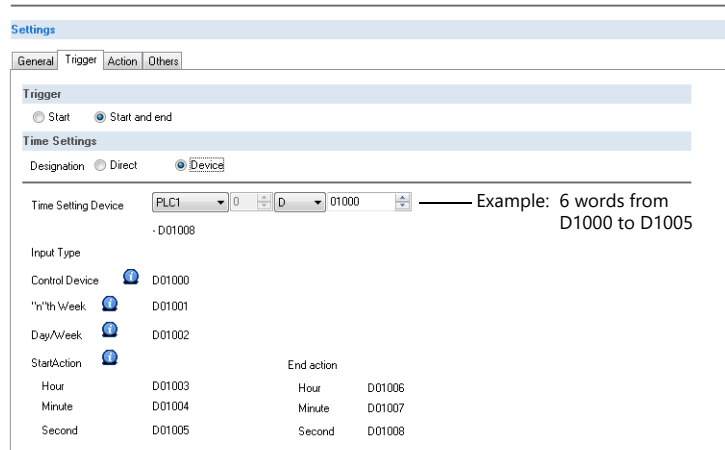 Settings
General Trigger Action Others
Trigger
Start Start and end
Time Settings
Designation Direct Device
Time Setting Device PLC1 0 D 01000 Example: 6 words from
D1000 to D1005
- D01008
Input Type
Control Device D01000
"n"th Week D01001
Day/Week D01002
StartAction End action
Hour D01003 Hour D01006
Minute D01004 Minute D01007
Second D01005 Second D01008